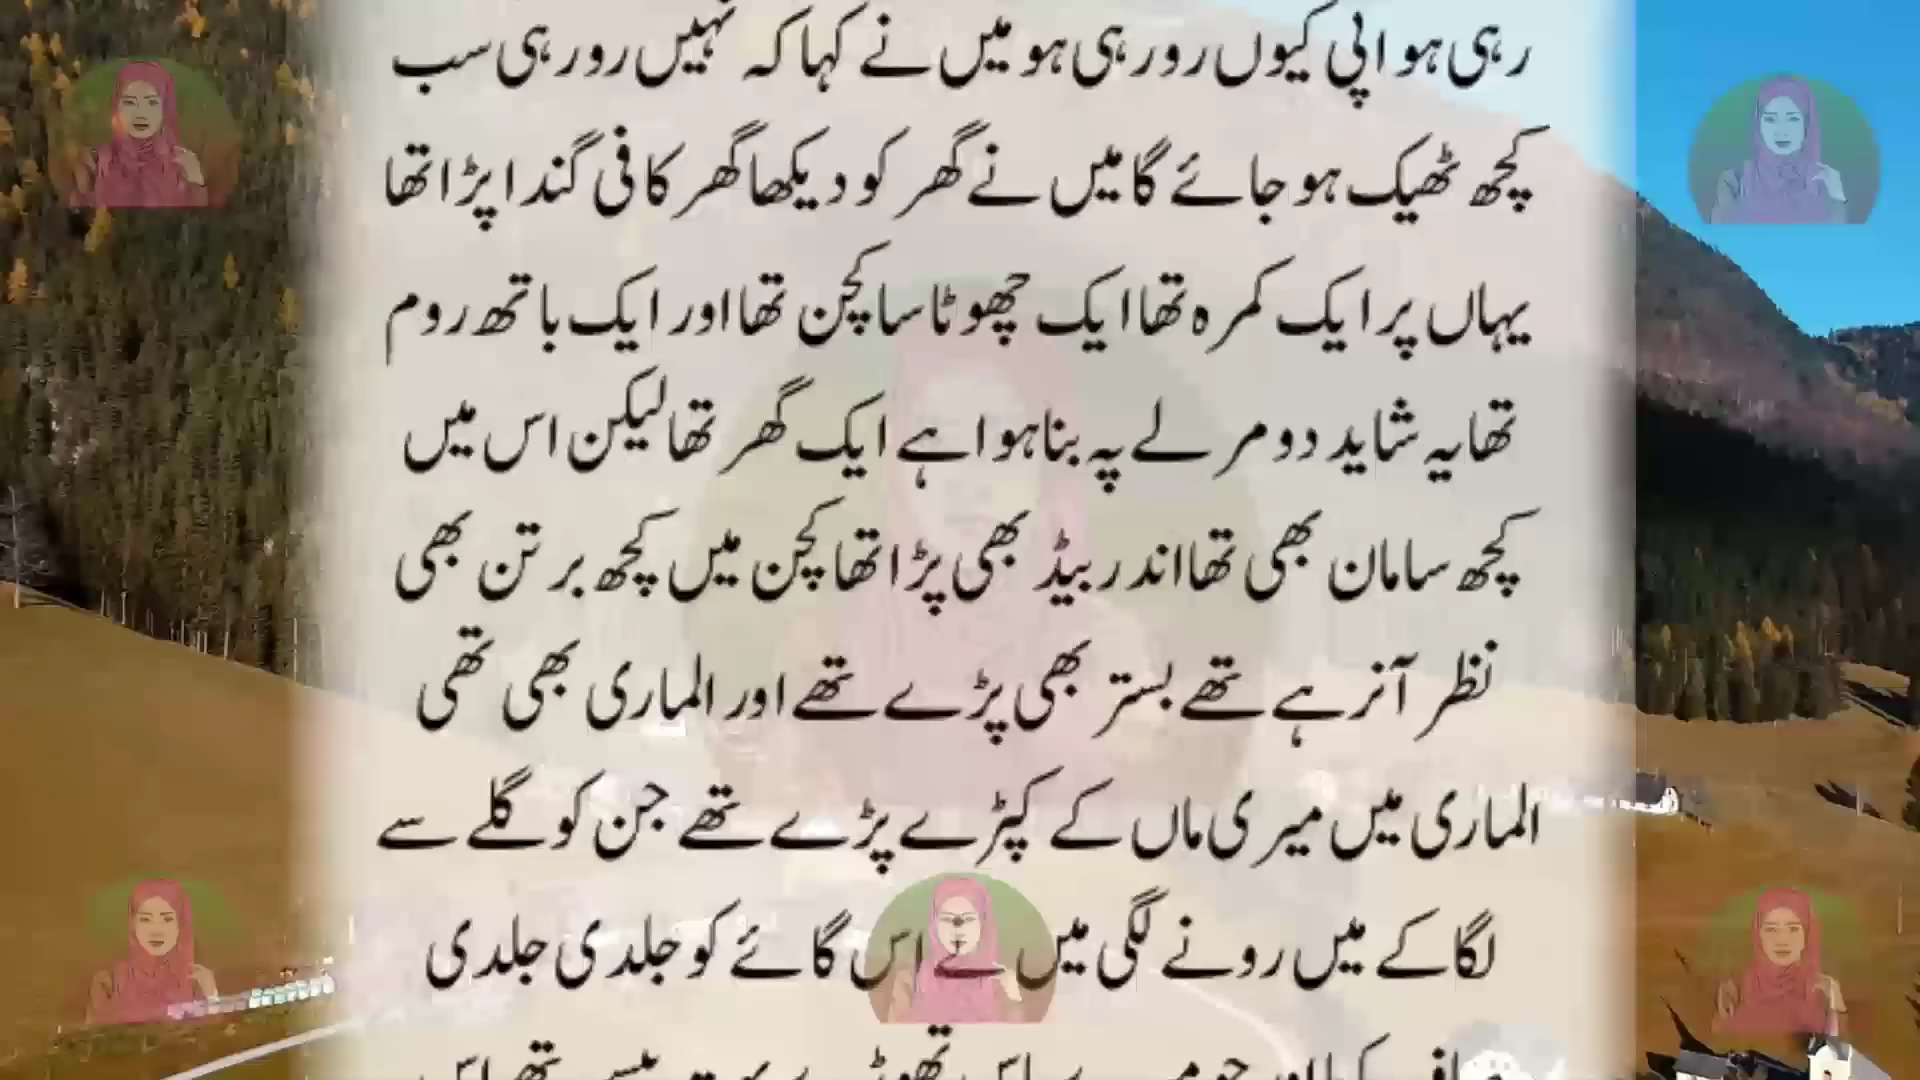 رہی ہو اپی کیوں رو رہی ہو میں نے کہا کہ نہیں رو رہی سب
کچھ ٹھیک ہو جائے گا میں نے گھر کو دیکھا گھر کافی گندا پڑا تھا
یہاں پر ایک کمرہ تھا ایک چھوٹا سا کچن تھا اور ایک باتھ روم
تھا یہ شاید دو مرلے پہ بنا ہوا ہے ایک گھر تھا لیکن اس میں
کچھ سامان بھی تھا اندر بیڈ بھی پڑا تھا کچن میں کچھ برتن بھی
نظر آنر ہے تھے بستر بھی پڑے تھے اور الماری بھی تھی
الماری میں میری ماں کے کپڑے پڑے تھے جن کو گلے سے
لگا کے میں رونے لگی میں نے اس گائے کو جلدی جلدی